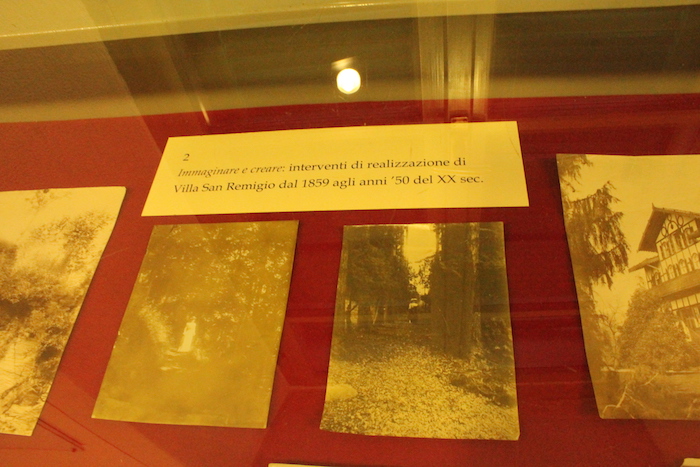 2
Immaginare e creare: interventi di realizzazione di
Villa San Remigio dal 1859 agli anni '50 del XX sec.